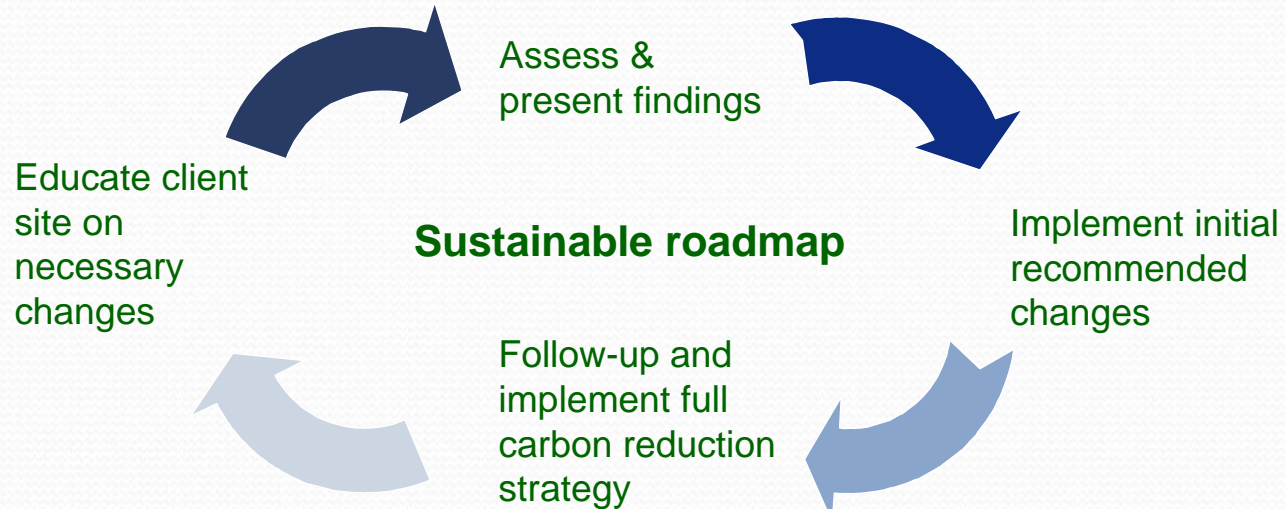 Assess &
present findings
Educate client
site on
necessary
changes
Sustainable roadmap
Implement initial
recommended
changes
Follow-up and
implement full
carbon reduction
strategy